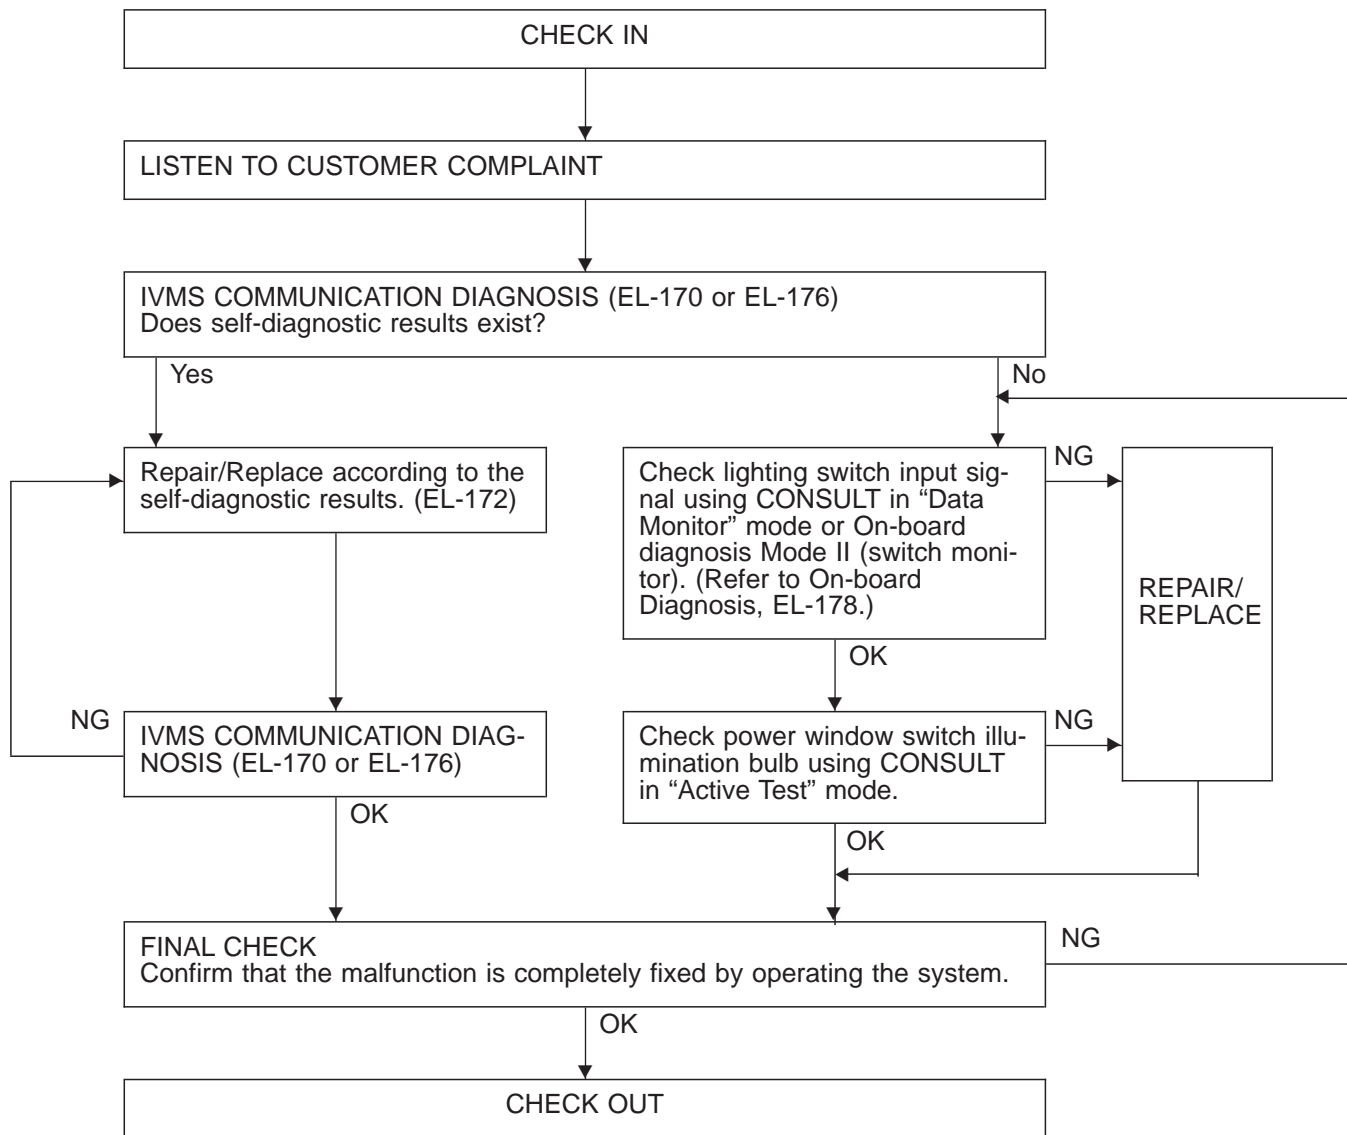 CHECK IN
LISTEN TO CUSTOMER COMPLAINT
IVMS COMMUNICATION DIAGNOSIS (EL-170 or EL-176)
Does self-diagnostic results exist?
Yes
No
Repair/Replace according to the
self-diagnostic results. (EL-172)
Check lighting switch input sig-
nal using CONSULT in “Data
Monitor” mode or On-board
diagnosis Mode II (switch moni-
tor). (Refer to On-board
Diagnosis, EL-178.)
NG
REPAIR/
REPLACE
OK
NG
IVMS COMMUNICATION DIAG-
NOSIS (EL-170 or EL-176)
Check power window switch illu-
mination bulb using CONSULT
in “Active Test” mode.
NG
OK
OK
FINAL CHECK
Confirm that the malfunction is completely fixed by operating the system.
NG
OK
CHECK OUT